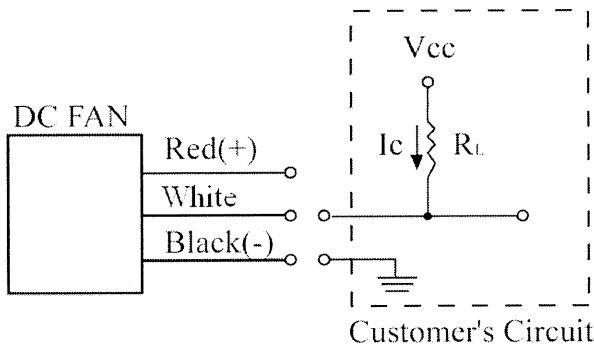 Vcc
DC FAN
Red(+)
Ic
RL
White
Black(-)
Customer's Circuit